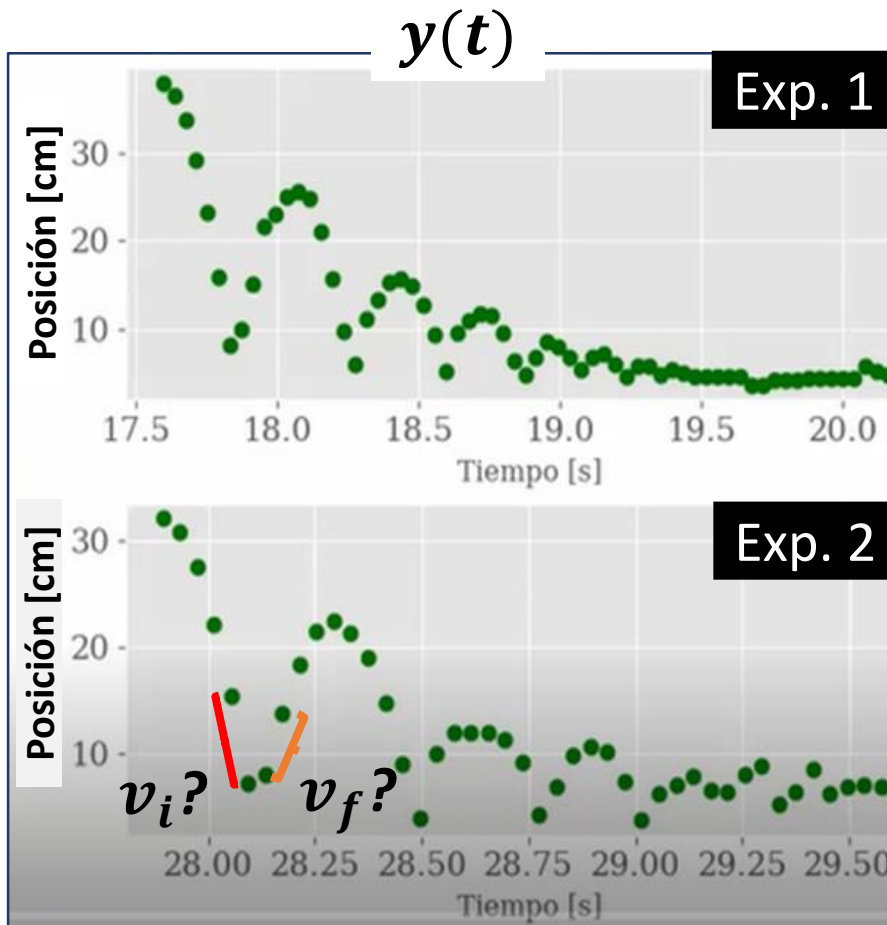 y(t)
Exp. 1
Posición [cm]
30
20
10
17.5 18.0 18.5 19.0 19.5 20.0
Tiempo [s]
Exp. 2
Posición [cm]
30
20
10
v_i? v_f?
28.00 28.25 28.50 28.75 29.00 29.25 29.50
Tiempo [s]